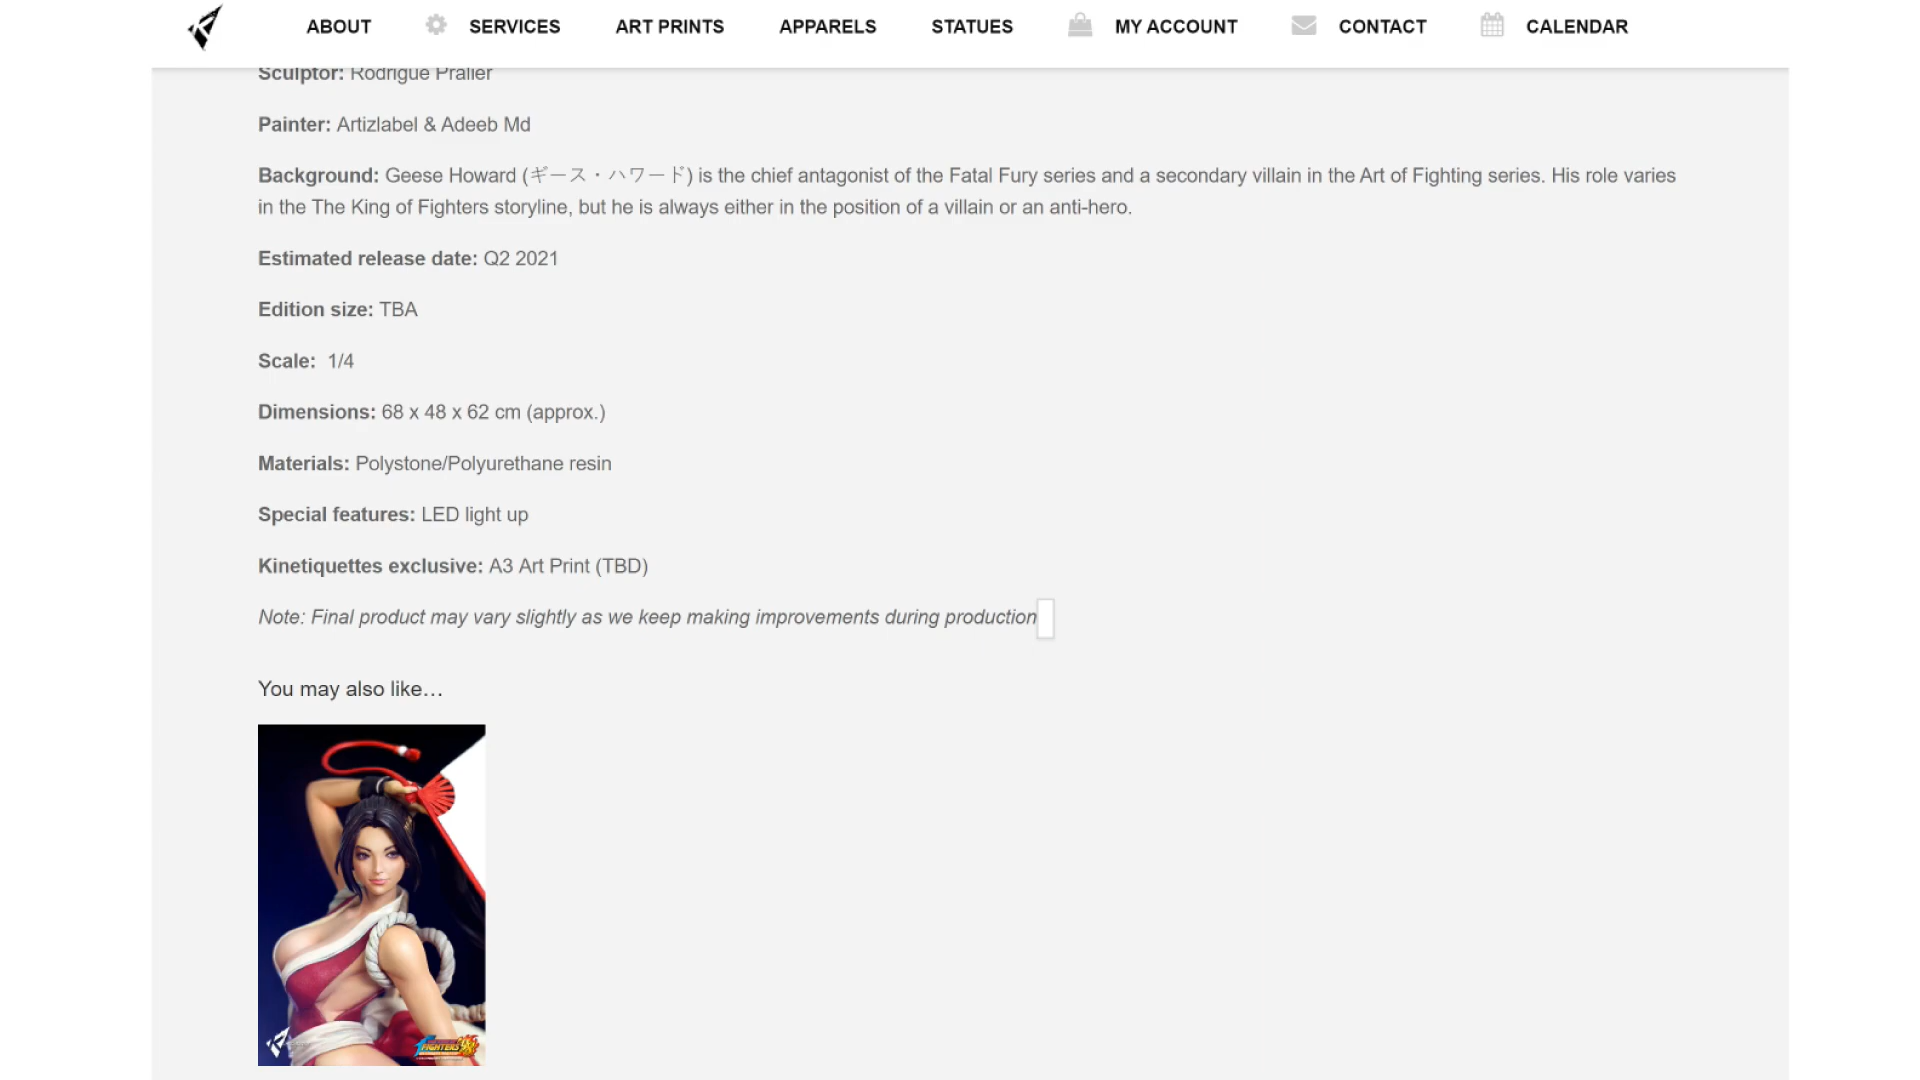 ABOUT SERVICES ART PRINTS APPARELS STATUES MY ACCOUNT CONTACT CALENDAR
Sculptor: Rodrigue Pralier
Painter: Artizlabel & Adeeb Md
Background: Geese Howard (ギース・ハワード) is the chief antagonist of the Fatal Fury series and a secondary villain in the Art of Fighting series. His role varies
in the The King of Fighters storyline, but he is always either in the position of a villain or an anti-hero.
Estimated release date: Q2 2021
Edition size: TBA
Scale: 1/4
Dimensions: 68 x 48 x 62 cm (approx.)
Materials: Polystone/Polyurethane resin
Special features: LED light up
Kinetiquettes exclusive: A3 Art Print (TBD)
Note: Final product may vary slightly as we keep making improvements during production
You may also like…
FIGHTERS